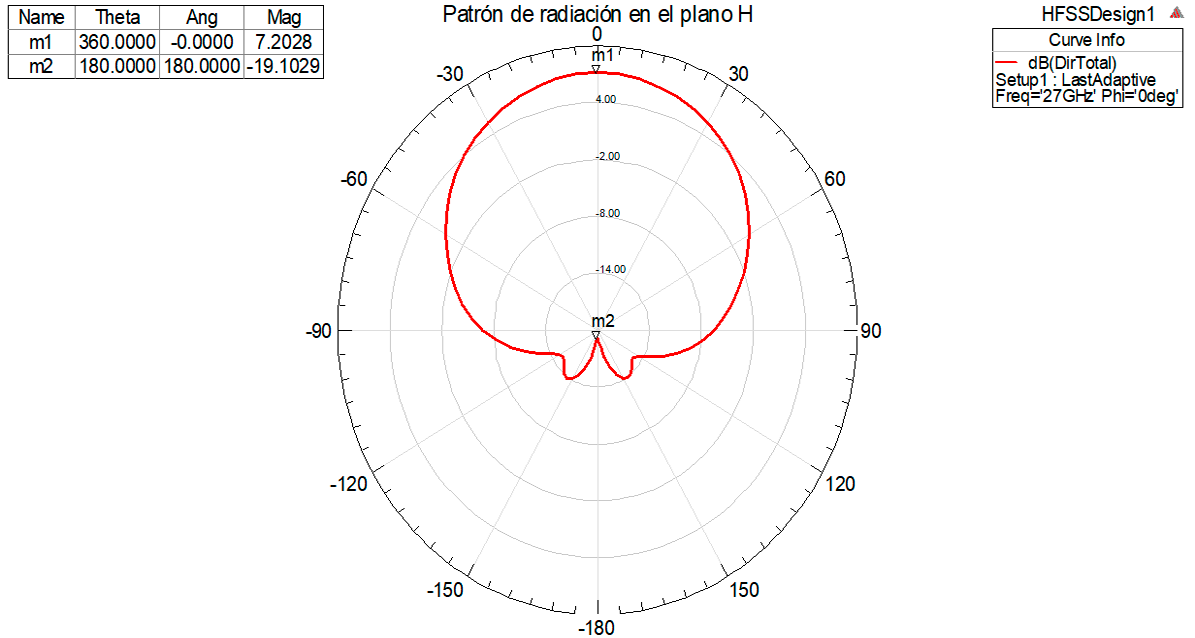 Name Theta Ang Mag
m1 360.0000 -0.0000 7.2028
m2 180.0000 180.0000 -19.1029
Patrón de radiación en el plano H
HFSSDesign1
Curve Info
dB(DirTotal)
Setup1 : LastAdaptive
Freq='27GHz' Phi='0deg'
0
m1
-30
30
4.00
-2.00
-60
60
-8.00
-14.00
m2
-90
90
-120
120
-150
150
-180